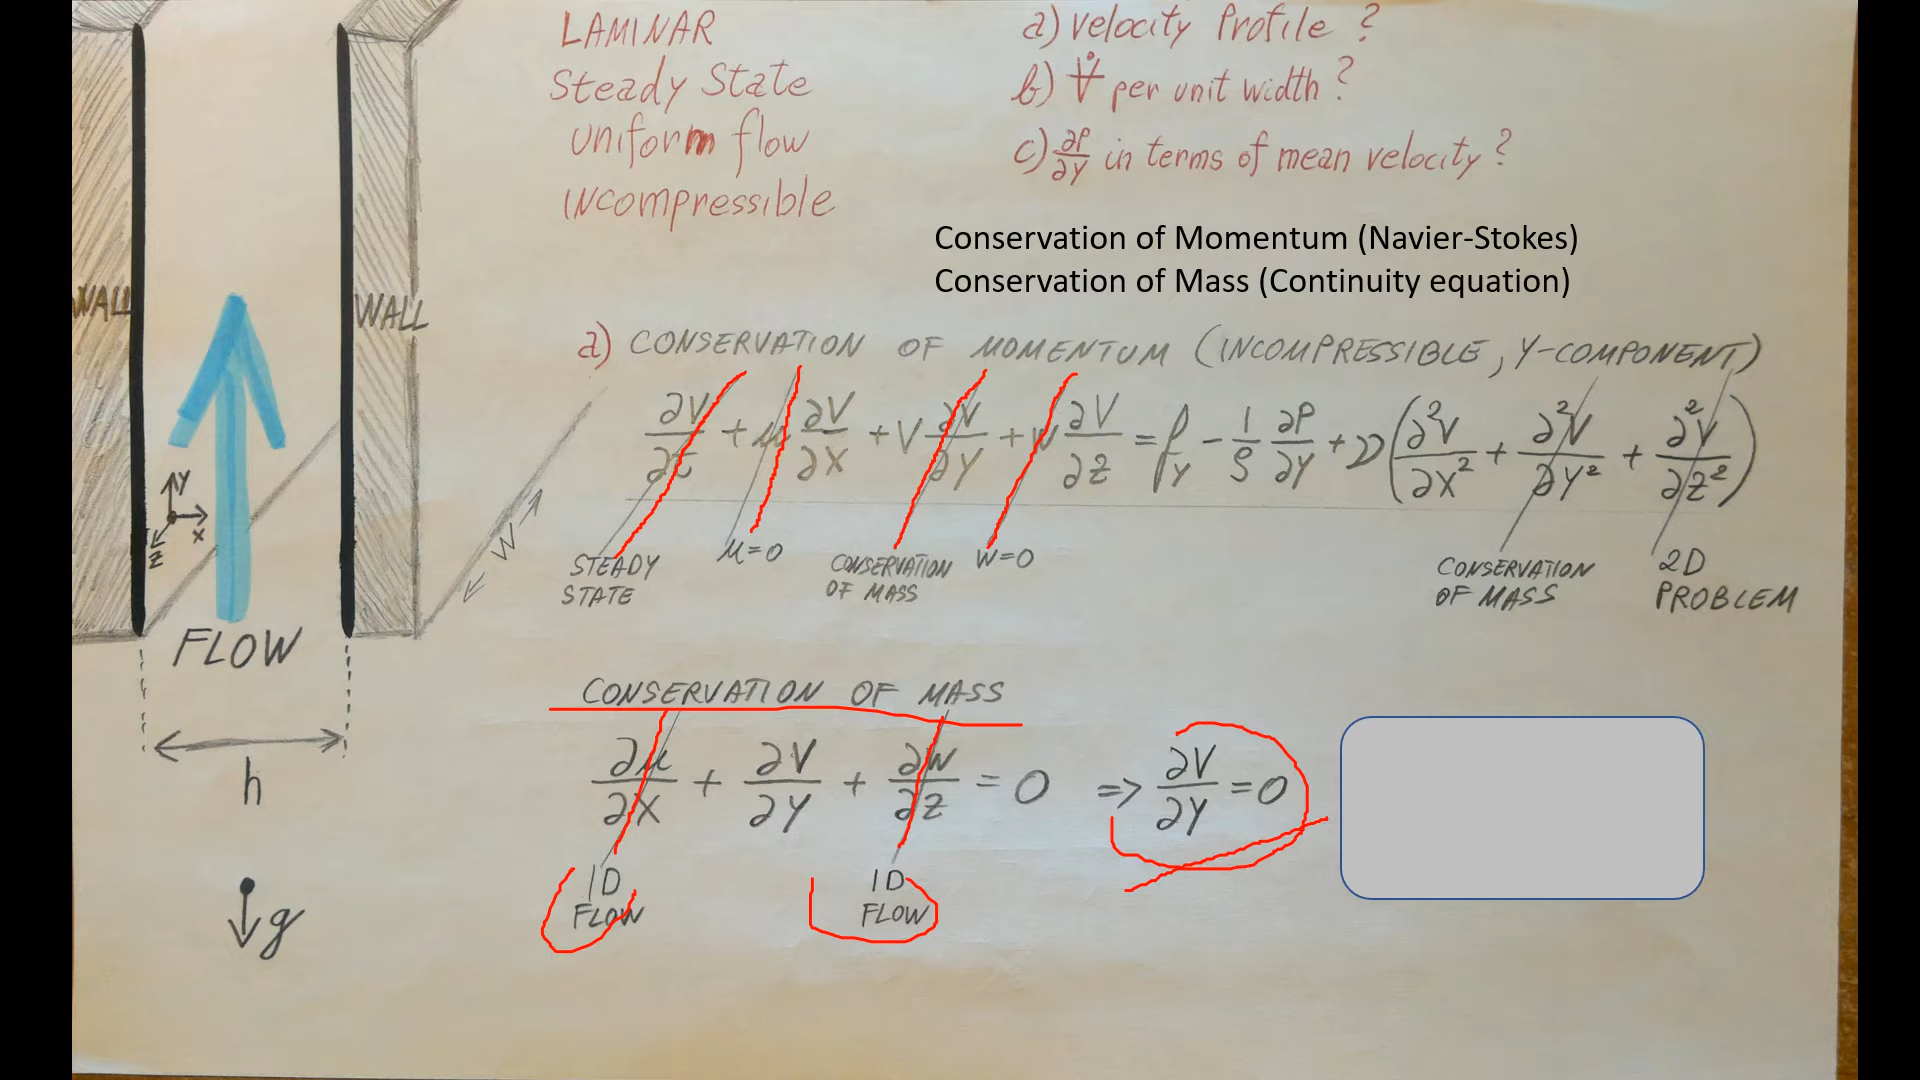 LAMINAR
Steady State
uniform flow
incompressible
a) Velocity Profile ?
b) V̇ per unit width ?
c) ∂P/∂Y in terms of mean velocity ?
Conservation of Momentum (Navier-Stokes)
Conservation of Mass (Continuity equation)
WALL
WALL
a) CONSERVATION OF MOMENTUM (INCOMPRESSIBLE, Y-COMPONENT)
∂V/∂t + u ∂V/∂X + V ∂V/∂Y + W ∂V/∂Z = f_Y - 1/ρ ∂P/∂Y + ν(∂²V/∂X² + ∂²V/∂Y² + ∂²V/∂Z²)
STEADY
STATE
u=0
CONSERVATION
OF MASS
W=0
CONSERVATION
OF MASS
2D
PROBLEM
Y
X
Z
W
FLOW
h
g
CONSERVATION OF MASS
∂u/∂X + ∂V/∂Y + ∂W/∂Z = 0 => ∂V/∂Y = 0
1D
FLOW
1D
FLOW